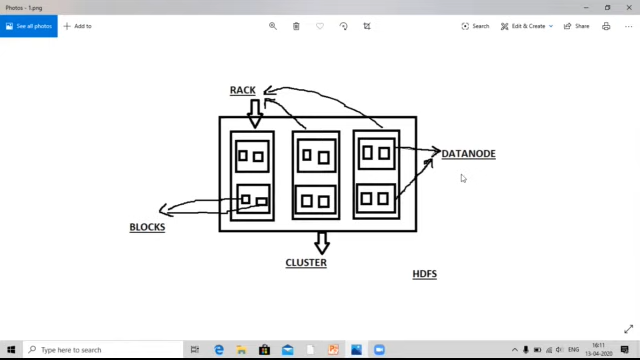 Photos - 1.png
See all photos
Add to
Search
Edit & Create
Share
RACK
DATANODE
BLOCKS
CLUSTER
HDFS
Type here to search
ENG
16:11
13-04-2020